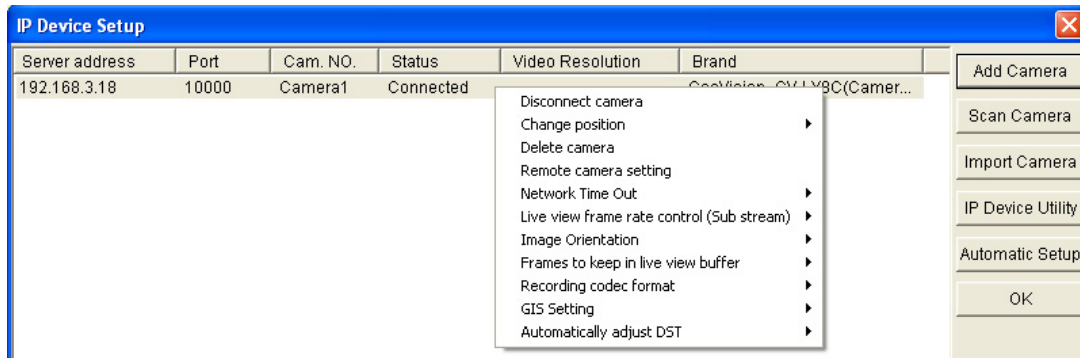 IP Device Setup
Server address Port Cam. NO. Status Video Resolution Brand
192.168.3.18 10000 Camera1 Connected
Disconnect camera
Change position
Delete camera
Remote camera setting
Network Time Out
Live view frame rate control (Sub stream)
Image Orientation
Frames to keep in live view buffer
Recording codec format
GIS Setting
Automatically adjust DST
Add Camera
Scan Camera
Import Camera
IP Device Utility
Automatic Setup
OK